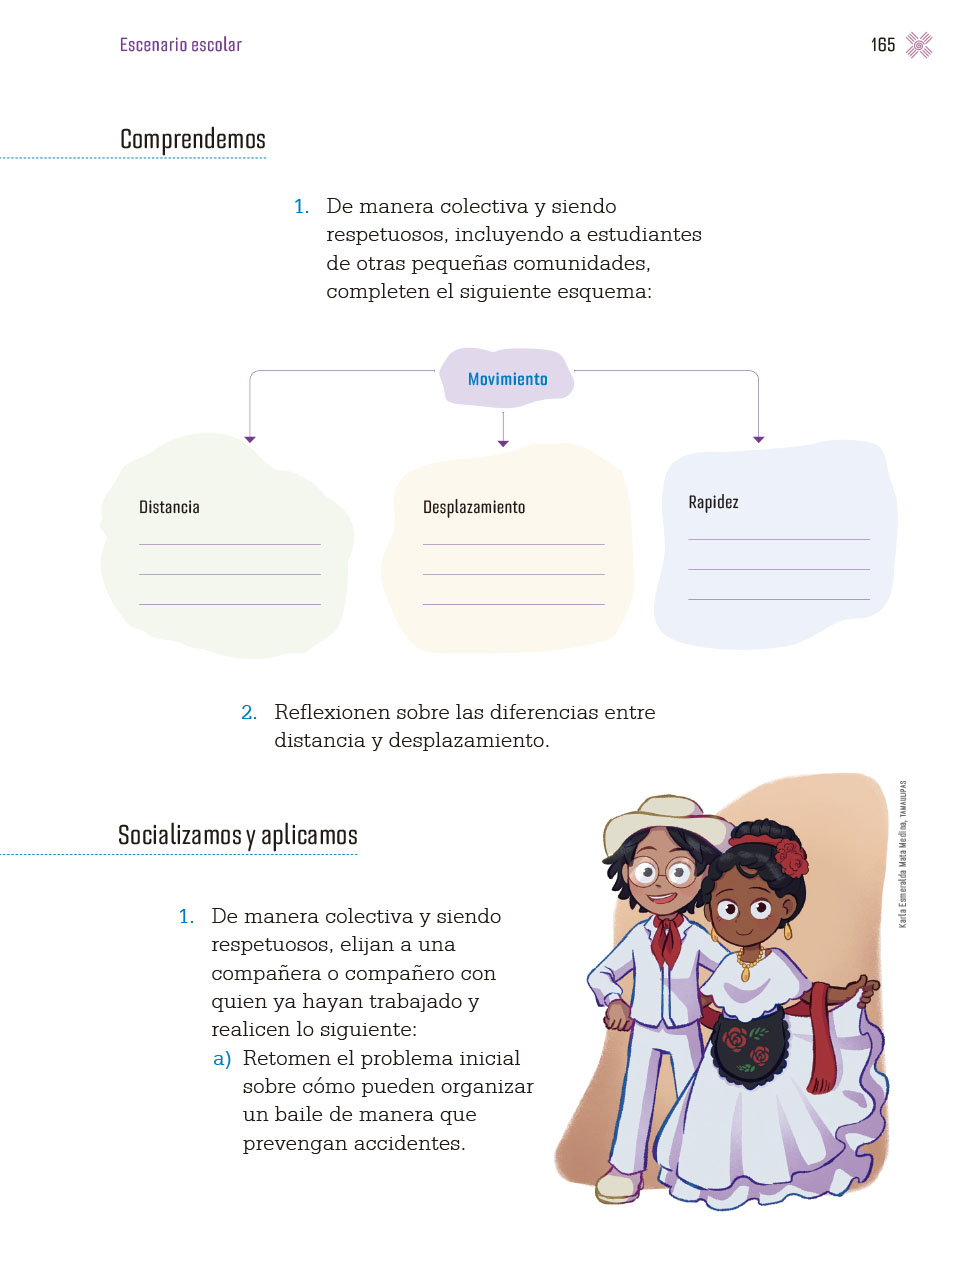 Escenario escolar
165
Comprendemos
1. De manera colectiva y siendo
respetuosos, incluyendo a estudiantes
de otras pequeñas comunidades,
completen el siguiente esquema:
Movimiento
Distancia
Desplazamiento
Rapidez
2. Reflexionen sobre las diferencias entre
distancia y desplazamiento.
Socializamos y aplicamos
1. De manera colectiva y siendo
respetuosos, elijan a una
compañera o compañero con
quien ya hayan trabajado y
realicen lo siguiente:
a) Retomen el problema inicial
sobre cómo pueden organizar
un baile de manera que
prevengan accidentes.
Karla Esmeralda Mata Medina, TAMAULIPAS